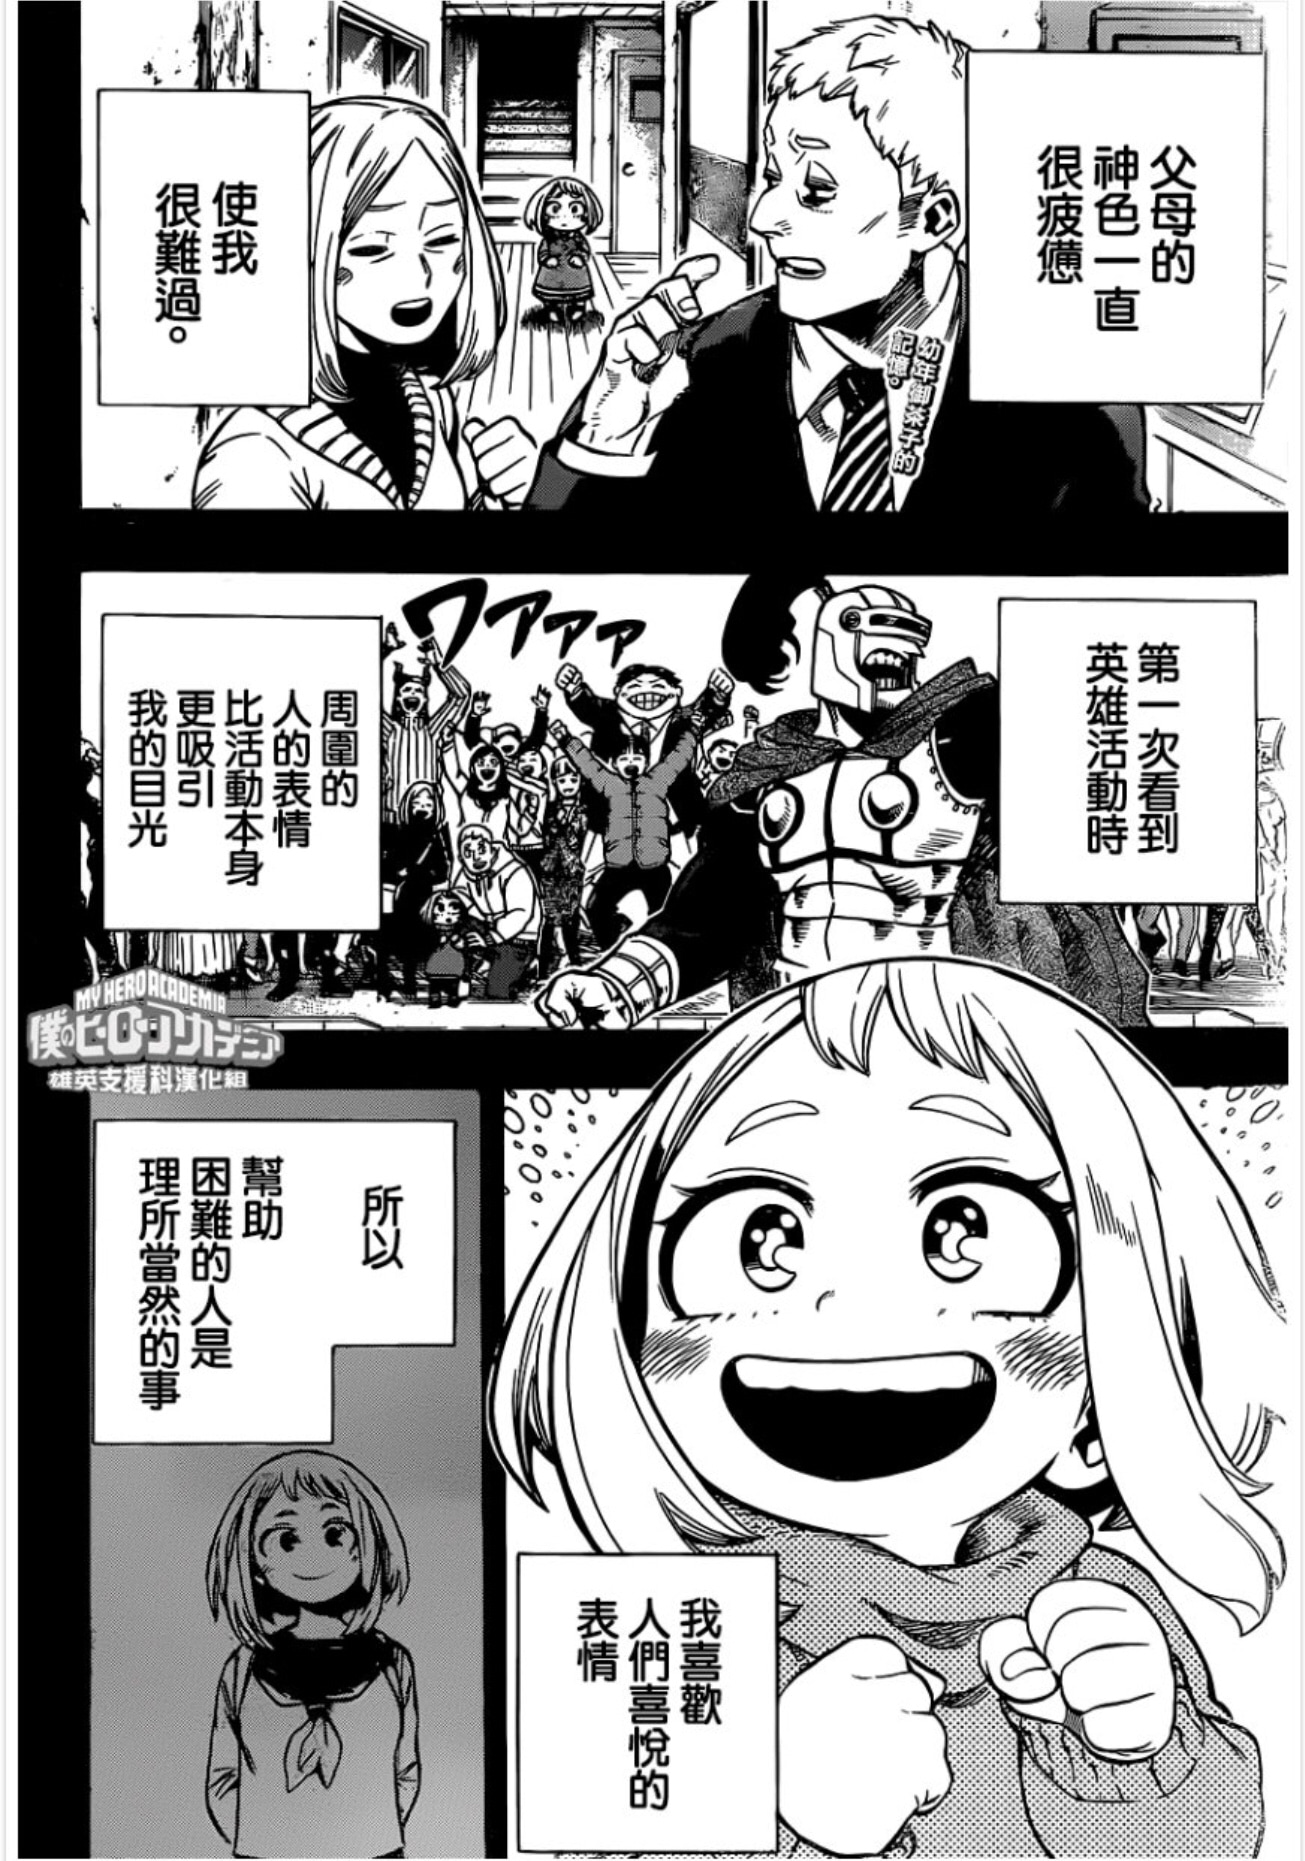 父母的
神色一直
很疲憊
幼年御茶子的
記憶。
使我
很難過。
第一次看到
英雄活動時
ワアアア
周圍的
人的表情
比活動本身
更吸引
我的目光
MY HERO ACADEMIA
僕のヒーローアカデミア
雄英支援科漢化組
我喜歡
人們喜悅的
表情
所以
幫助
困難的人是
理所當然的事